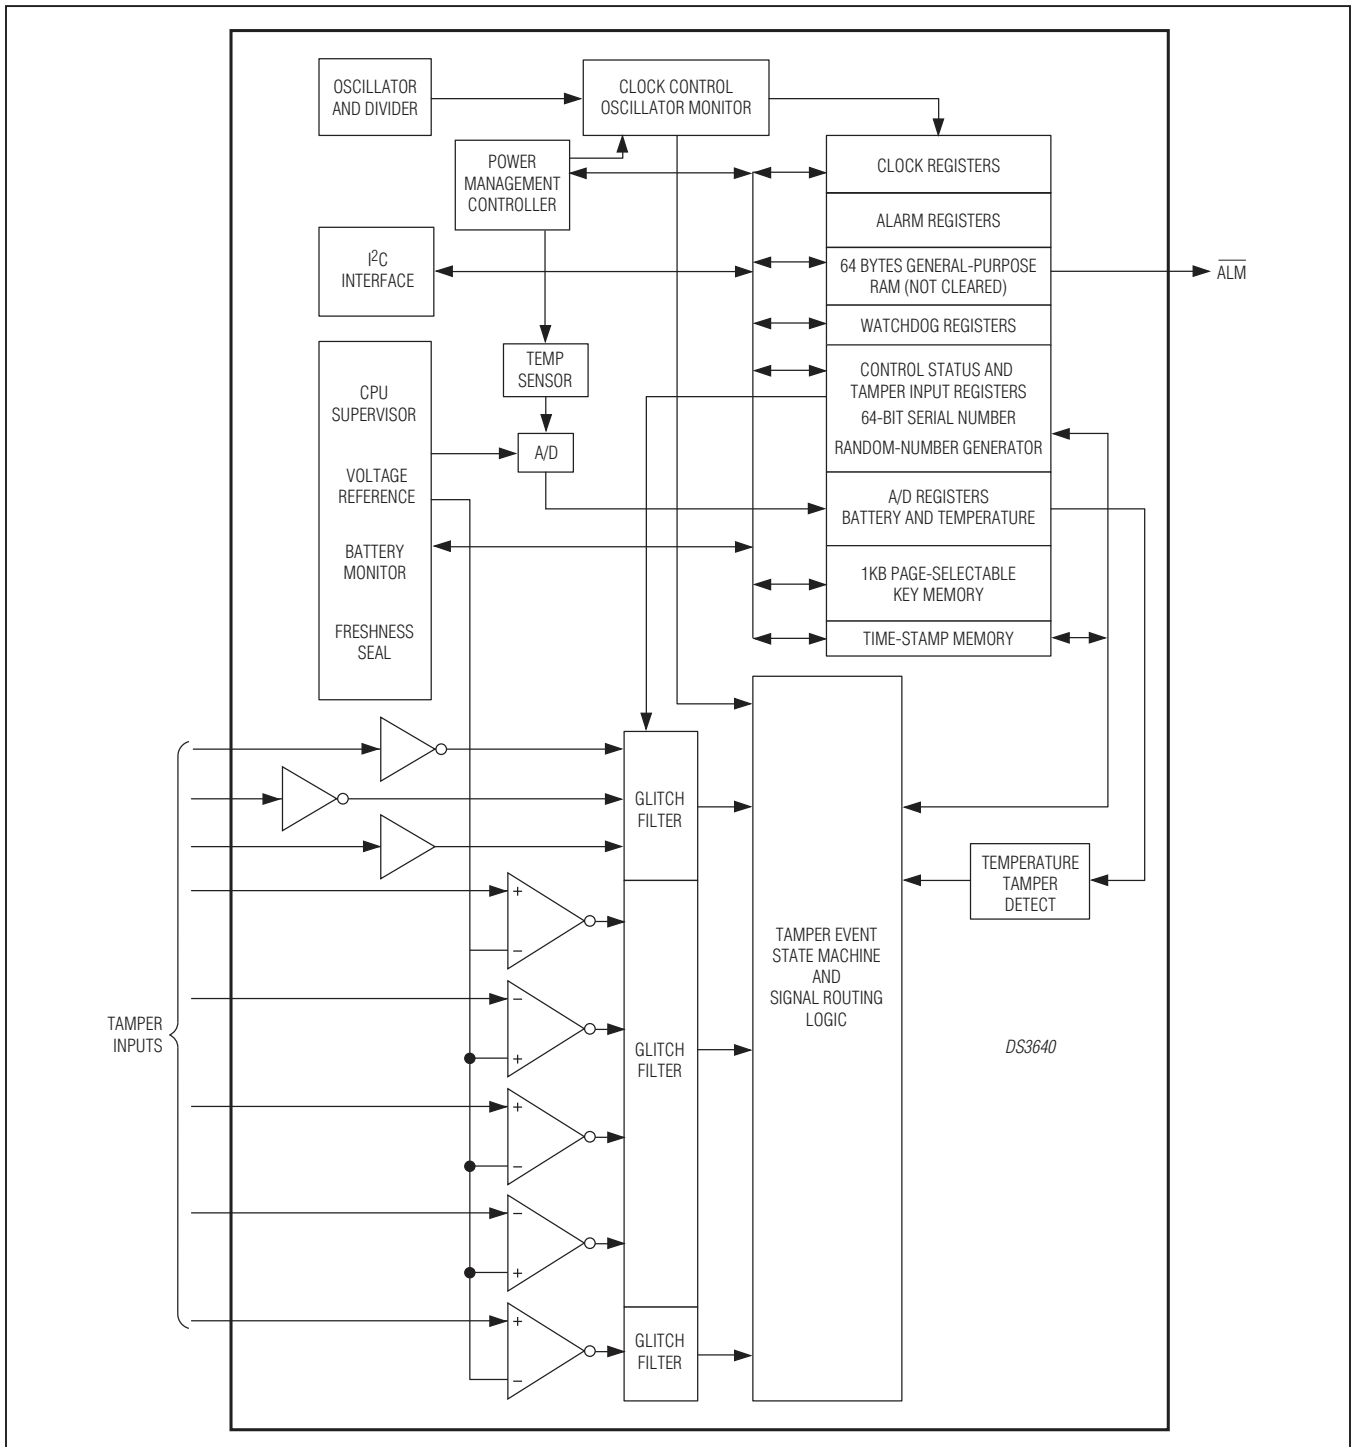 OSCILLATOR
AND DIVIDER
CLOCK CONTROL
OSCILLATOR MONITOR
POWER
MANAGEMENT
CONTROLLER
CLOCK REGISTERS
ALARM REGISTERS
I²C
INTERFACE
64 BYTES GENERAL-PURPOSE
RAM (NOT CLEARED)
ALM
WATCHDOG REGISTERS
TEMP
SENSOR
CONTROL STATUS AND
TAMPER INPUT REGISTERS
64-BIT SERIAL NUMBER
RANDOM-NUMBER GENERATOR
CPU
SUPERVISOR
VOLTAGE
REFERENCE
BATTERY
MONITOR
FRESHNESS
SEAL
A/D
A/D REGISTERS
BATTERY AND TEMPERATURE
1KB PAGE-SELECTABLE
KEY MEMORY
TIME-STAMP MEMORY
GLITCH
FILTER
TEMPERATURE
TAMPER
DETECT
+
−
TAMPER EVENT
STATE MACHINE
AND
SIGNAL ROUTING
LOGIC
−
+
TAMPER
INPUTS
GLITCH
FILTER
DS3640
+
−
−
+
+
−
GLITCH
FILTER